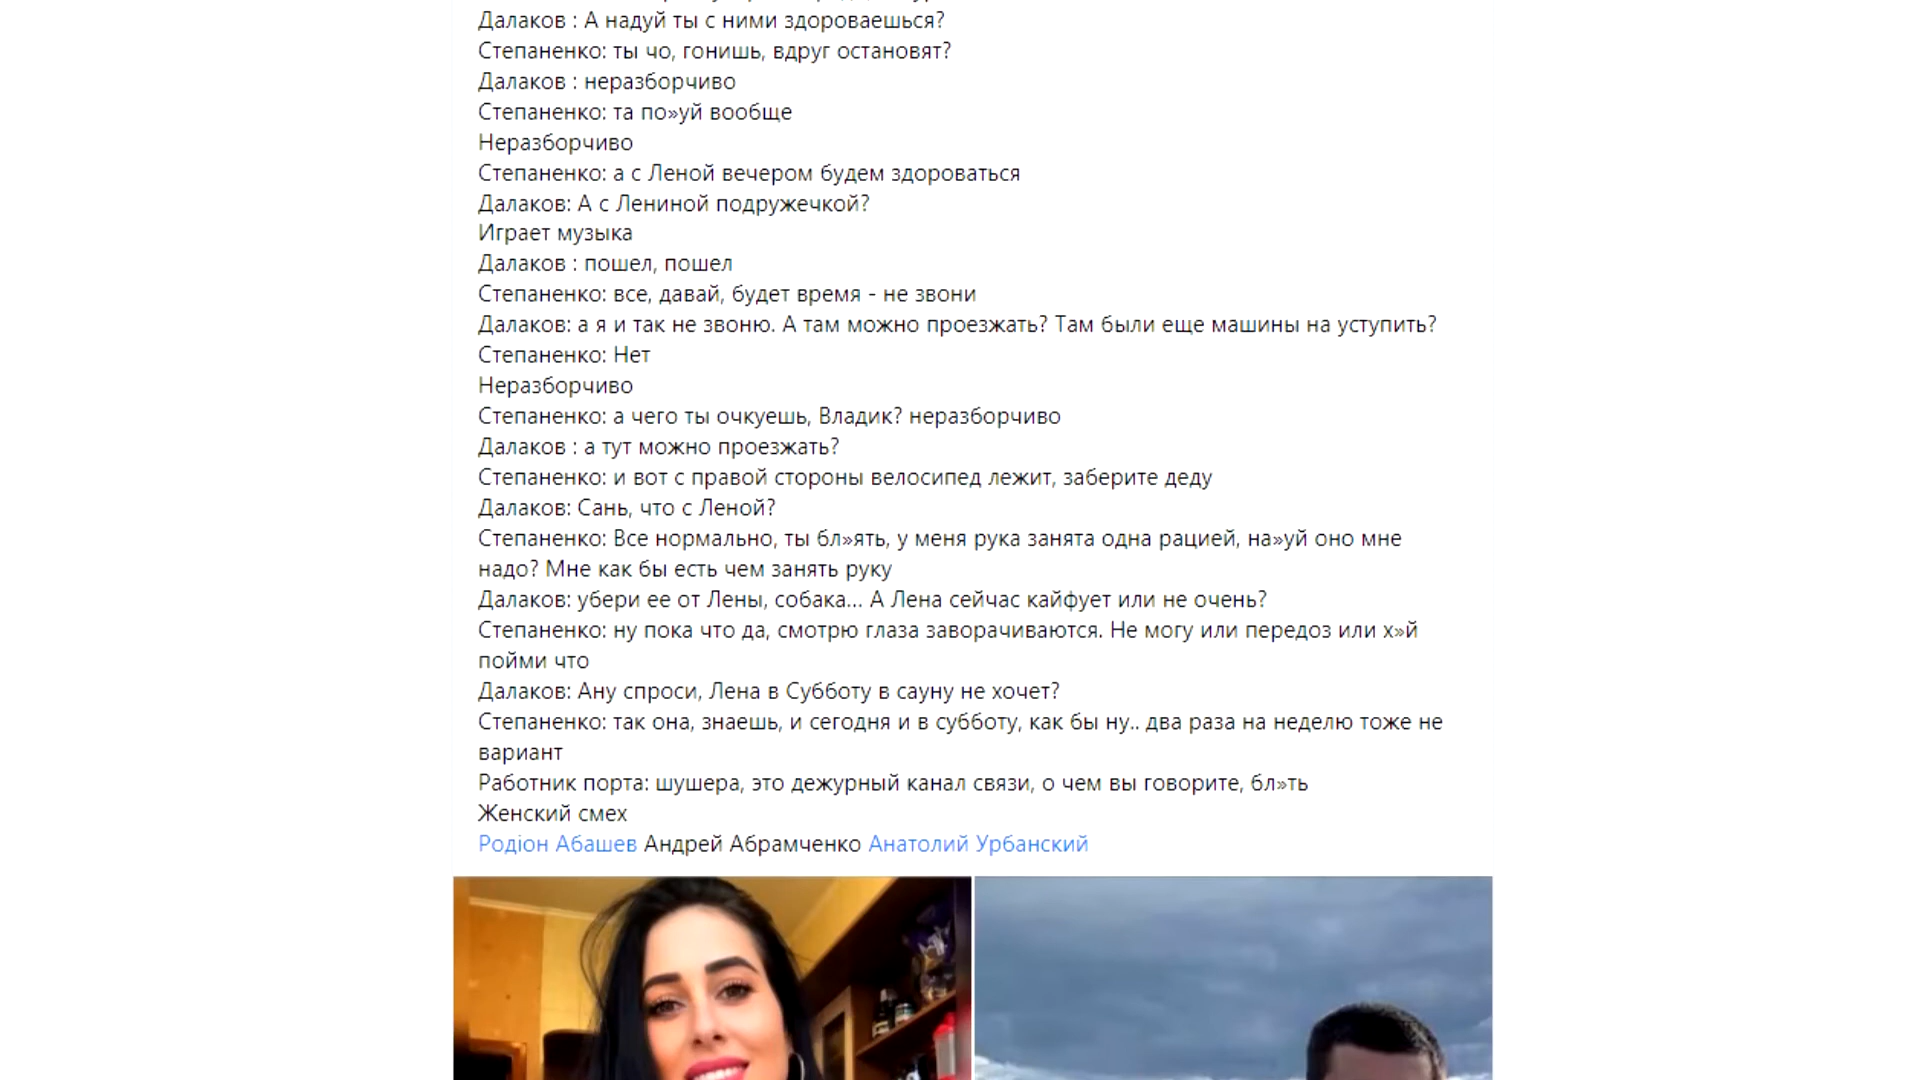 Далаков : А надуй ты с ними здороваешься?
Степаненко: ты чо, гонишь, вдруг остановят?
Далаков : неразборчиво
Степаненко: та по»уй вообще
Неразборчиво
Степаненко: а с Леной вечером будем здороваться
Далаков: А с Лениной подружечкой?
Играет музыка
Далаков : пошел, пошел
Степаненко: все, давай, будет время - не звони
Далаков: а я и так не звоню. А там можно проезжать? Там были еще машины на уступить?
Степаненко: Нет
Неразборчиво
Степаненко: а чего ты очкуешь, Владик? неразборчиво
Далаков : а тут можно проезжать?
Степаненко: и вот с правой стороны велосипед лежит, заберите деду
Далаков: Сань, что с Леной?
Степаненко: Все нормально, ты бл»ять, у меня рука занята одна рацией, на»уй оно мне
надо? Мне как бы есть чем занять руку
Далаков: убери ее от Лены, собака... А Лена сейчас кайфует или не очень?
Степаненко: ну пока что да, смотрю глаза заворачиваются. Не могу или передоз или х»й
пойми что
Далаков: Ану спроси, Лена в Субботу в сауну не хочет?
Степаненко: так она, знаешь, и сегодня и в субботу, как бы ну.. два раза на неделю тоже не
вариант
Работник порта: шушера, это дежурный канал связи, о чем вы говорите, бл»ть
Женский смех
Родіон Абашев Андрей Абрамченко Анатолий Урбанский